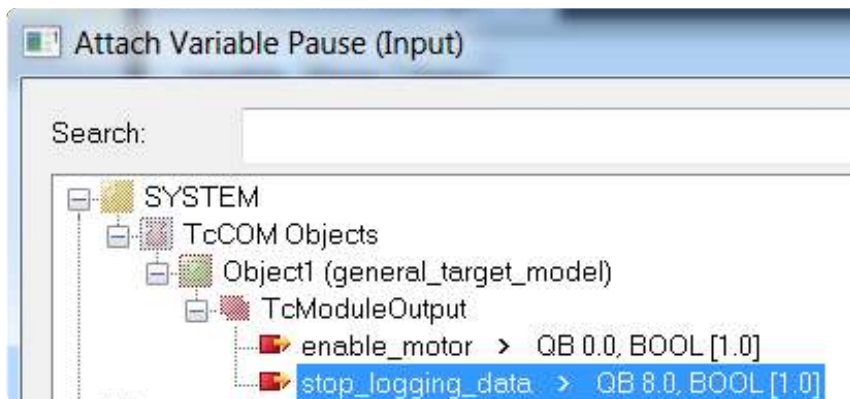 Attach Variable Pause (Input)
Search:
SYSTEM
TcCOM Objects
Object1 (general_target_model)
TcModuleOutput
enable_motor > QB 0.0, BOOL [1.0]
stop_logging_data > QB 8.0, BOOL [1.0]